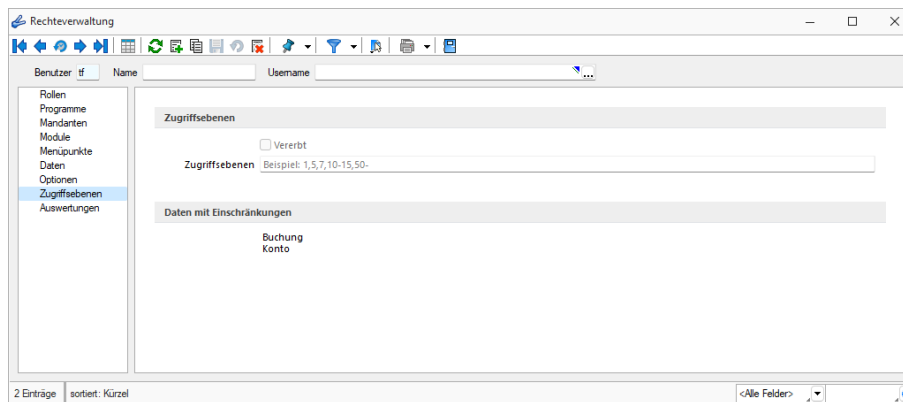 Rechteverwaltung
Benutzer tf Name Username ...
Rollen
Programme
Mandanten
Module
Menüpunkte
Daten
Optionen
Zugriffsebenen
Auswertungen
Zugriffsebenen
Vererbt
Zugriffsebenen Beispiel: 1,5,7,10-15,50-
Daten mit Einschränkungen
Buchung
Konto
2 Einträge sortiert: Kürzel <Alle Felder>